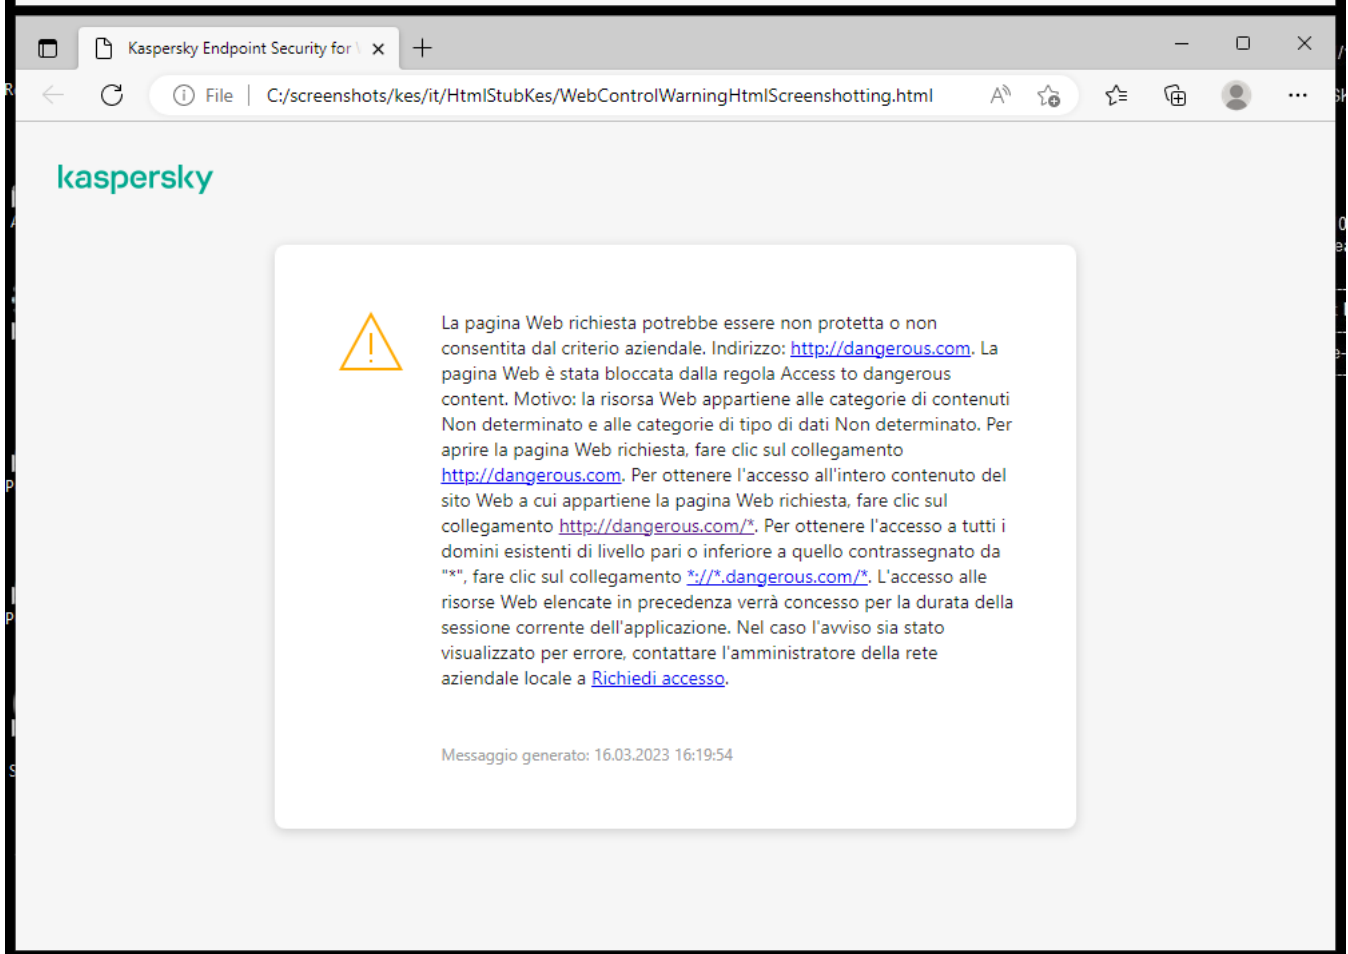 Kaspersky Endpoint Security for
File
C:/screenshots/kes/it/HtmlStubKes/WebControlWarningHtmlScreenshotting.html
kaspersky
La pagina Web richiesta potrebbe essere non protetta o non
consentita dal criterio aziendale. Indirizzo: http://dangerous.com. La
pagina Web è stata bloccata dalla regola Access to dangerous
content. Motivo: la risorsa Web appartiene alle categorie di contenuti
Non determinato e alle categorie di tipo di dati Non determinato. Per
aprire la pagina Web richiesta, fare clic sul collegamento
http://dangerous.com. Per ottenere l'accesso all'intero contenuto del
sito Web a cui appartiene la pagina Web richiesta, fare clic sul
collegamento http://dangerous.com/*. Per ottenere l'accesso a tutti i
domini esistenti di livello pari o inferiore a quello contrassegnato da
"*", fare clic sul collegamento *://*.dangerous.com/*. L'accesso alle
risorse Web elencate in precedenza verrà concesso per la durata della
sessione corrente dell'applicazione. Nel caso l'avviso sia stato
visualizzato per errore, contattare l'amministratore della rete
aziendale locale a Richiedi accesso.
Messaggio generato: 16.03.2023 16:19:54